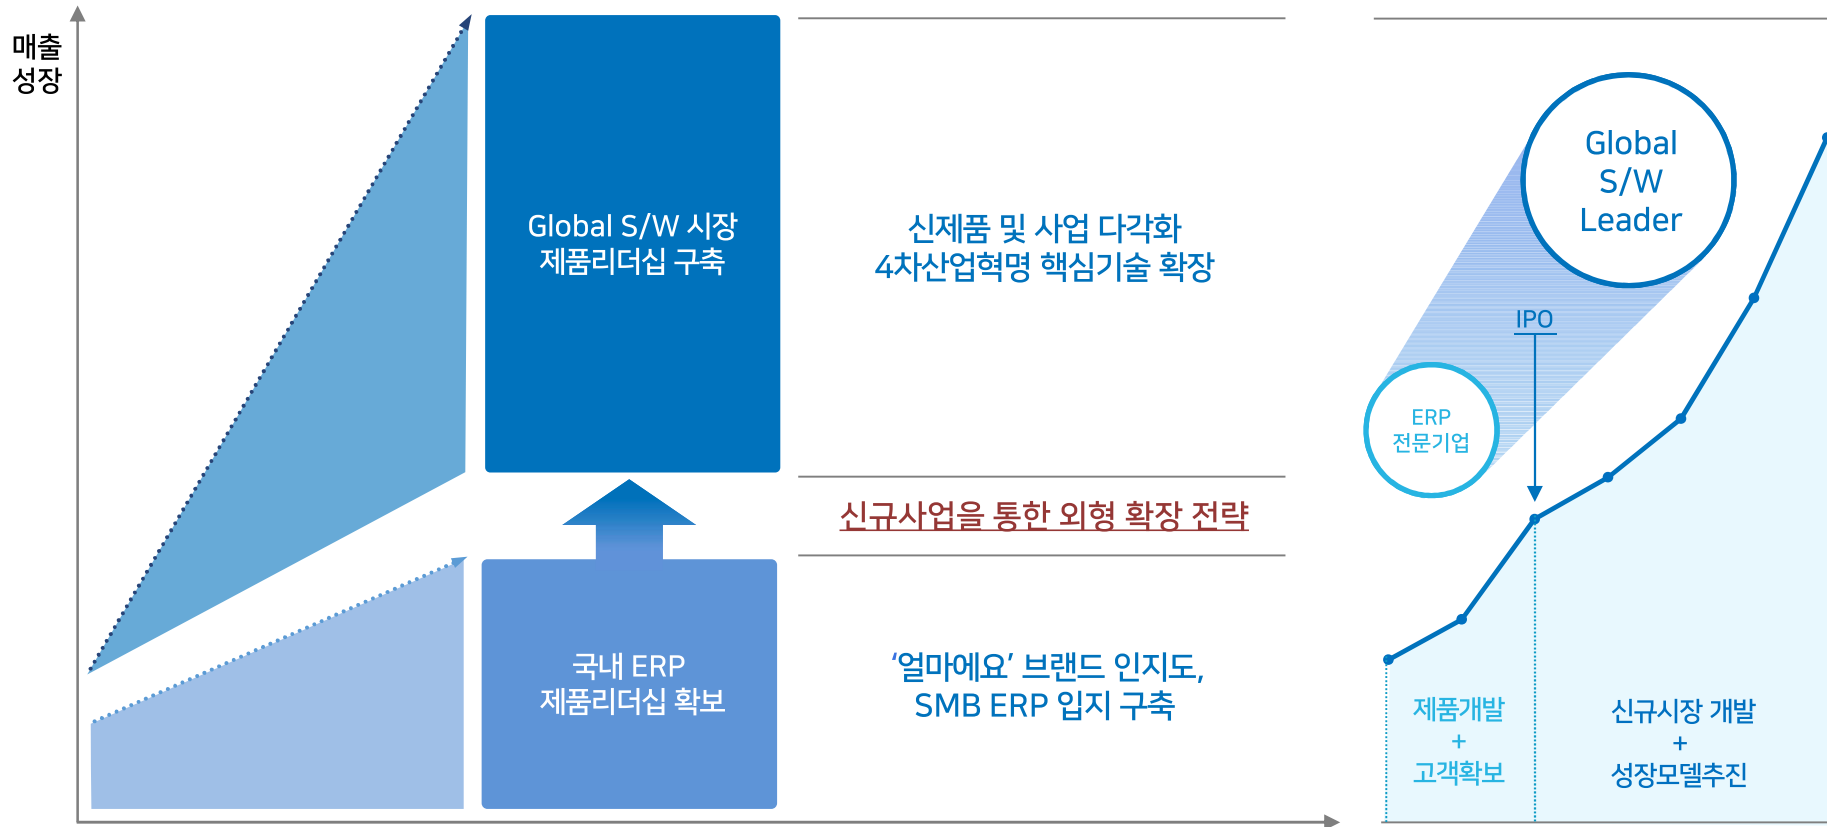 매출
성장
Global S/W 시장
제품리더십 구축
신제품 및 사업 다각화
4차산업혁명 핵심기술 확장
신규사업을 통한 외형 확장 전략
국내 ERP
제품리더십 확보
‘얼마에요’ 브랜드 인지도,
SMB ERP 입지 구축
Global
S/W
Leader
IPO
ERP
전문기업
제품개발
+
고객확보
신규시장 개발
+
성장모델추진